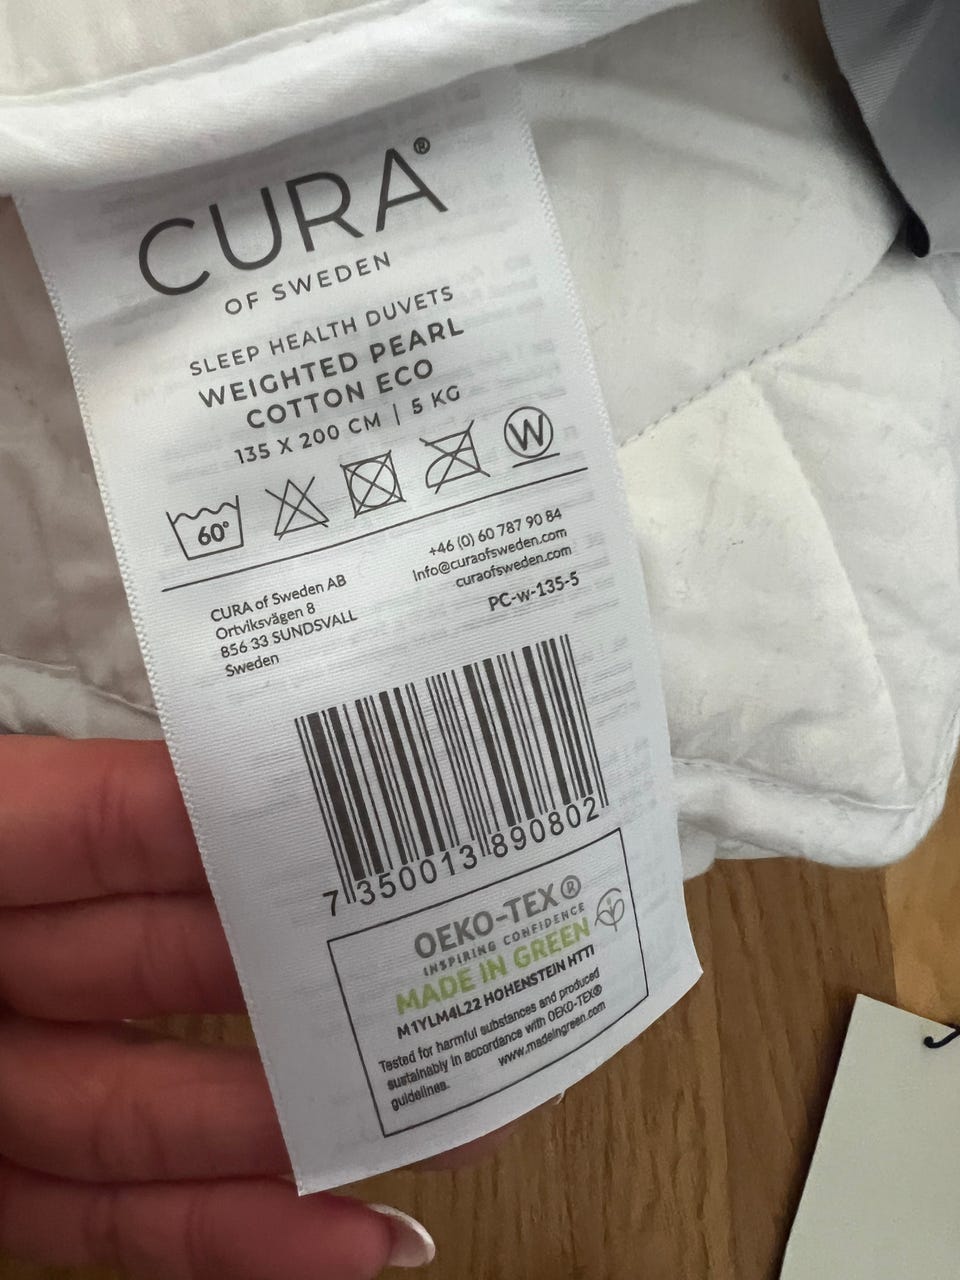 CURA®
OF SWEDEN
SLEEP HEALTH DUVETS
WEIGHTED PEARL
COTTON ECO
135 X 200 CM | 5 KG
60°
W
CURA of Sweden AB
Ortviksvägen 8
856 33 SUNDSVALL
Sweden
+46 (0) 60 787 90 84
Info@curaofsweden.com
curaofsweden.com
PC-w-135-5
7 350013 890802
OEKO-TEX®
INSPIRING CONFIDENCE
MADE IN GREEN
M1YLM4L22 HOHENSTEIN HTTI
Tested for harmful substances and produced
sustainably in accordance with OEKO-TEX®
guidelines.
www.madeingreen.com